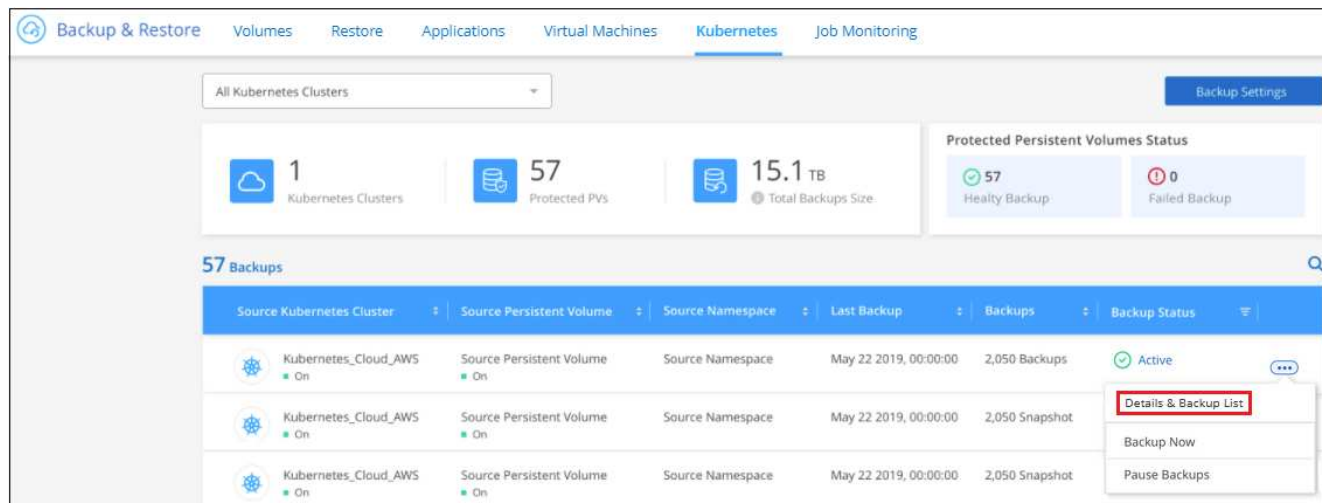 Backup & Restore Volumes Restore Applications Virtual Machines Kubernetes Job Monitoring
All Kubernetes Clusters Backup Settings
1 Kubernetes Clusters
57 Protected PVs
15.1 TB Total Backups Size
Protected Persistent Volumes Status
57 Healty Backup
0 Failed Backup
57 Backups
Source Kubernetes Cluster Source Persistent Volume Source Namespace Last Backup Backups Backup Status
Kubernetes_Cloud_AWS Source Persistent Volume Source Namespace May 22 2019, 00:00:00 2,050 Backups Active
On On
Details & Backup List
Kubernetes_Cloud_AWS Source Persistent Volume Source Namespace May 22 2019, 00:00:00 2,050 Snapshot
On On
Backup Now
Kubernetes_Cloud_AWS Source Persistent Volume Source Namespace May 22 2019, 00:00:00 2,050 Snapshot
On On
Pause Backups